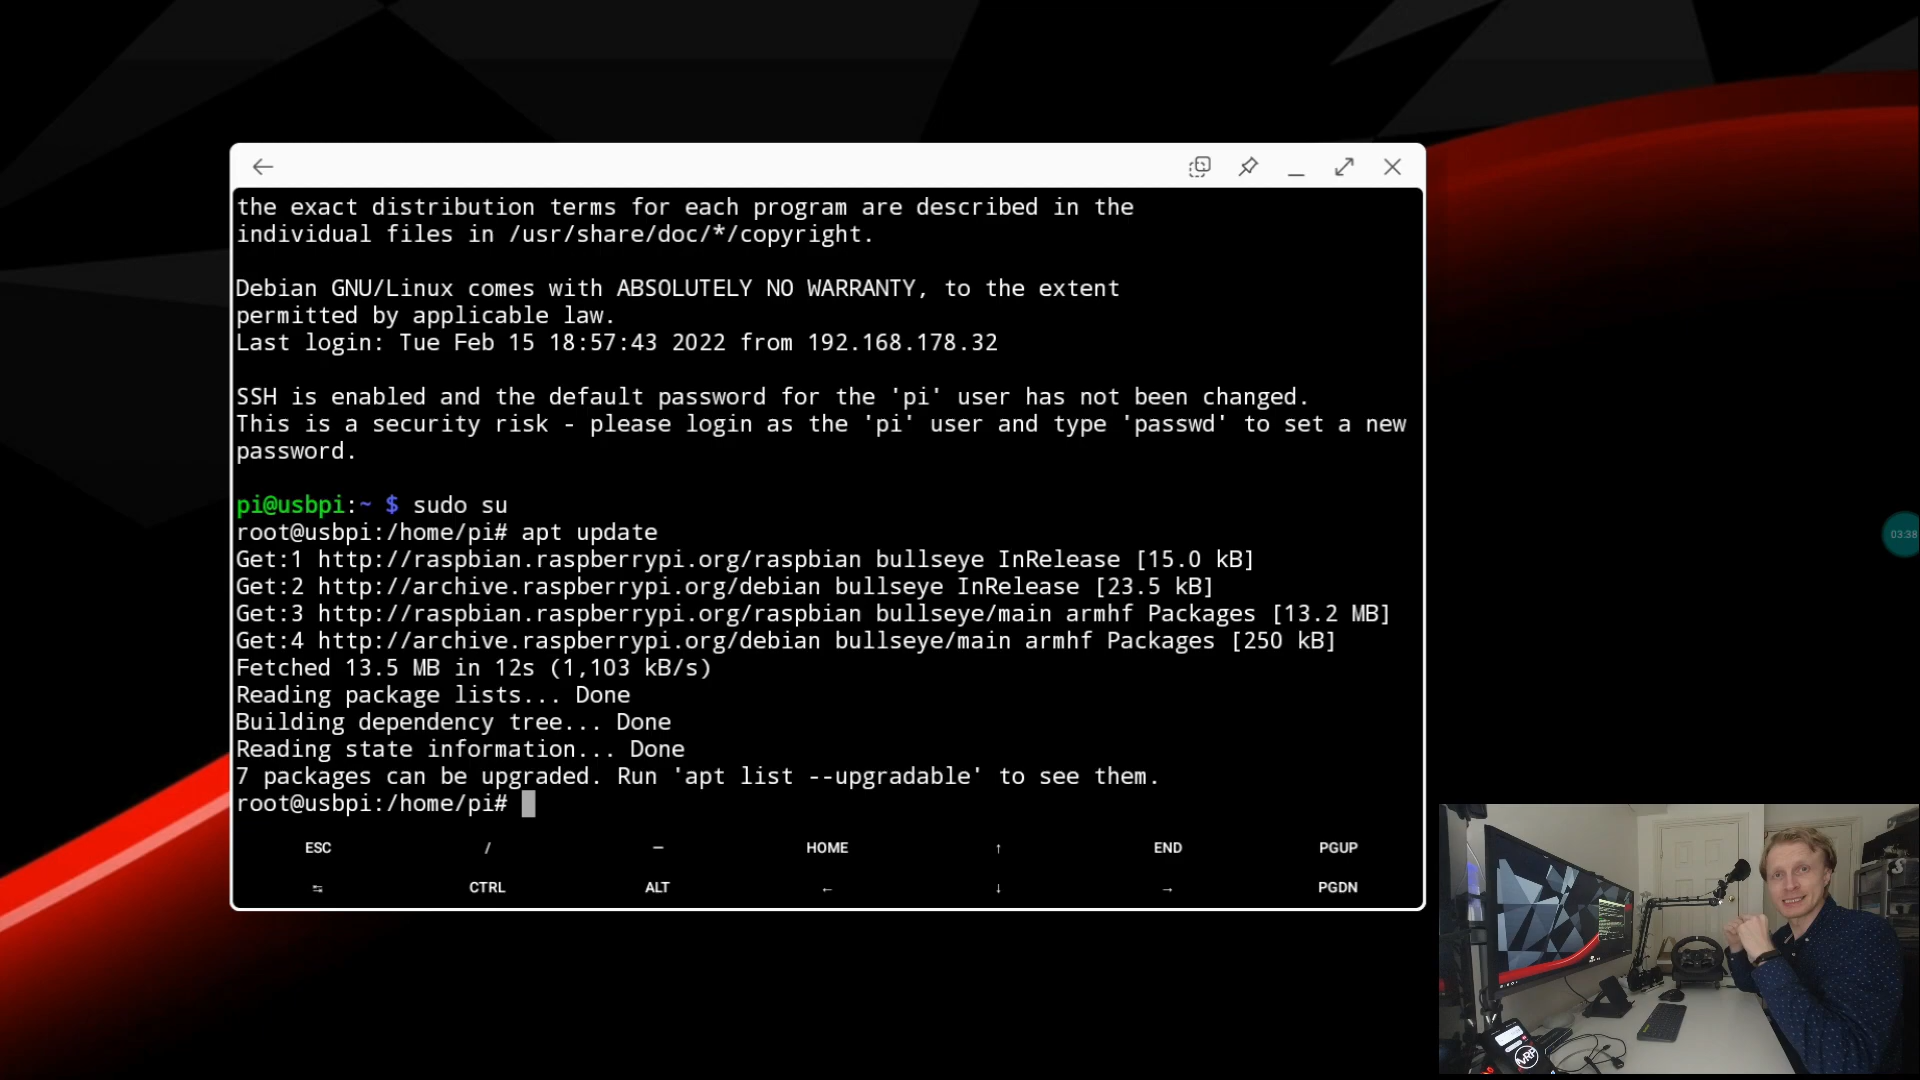 the exact distribution terms for each program are described in the
individual files in /usr/share/doc/*/copyright.
Debian GNU/Linux comes with ABSOLUTELY NO WARRANTY, to the extent
permitted by applicable law.
Last login: Tue Feb 15 18:57:43 2022 from 192.168.178.32
SSH is enabled and the default password for the 'pi' user has not been changed.
This is a security risk - please login as the 'pi' user and type 'passwd' to set a new
password.
pi@usbpi:~ $ sudo su
root@usbpi:/home/pi# apt update
Get:1 http://raspbian.raspberrypi.org/raspbian bullseye InRelease [15.0 kB]
Get:2 http://archive.raspberrypi.org/debian bullseye InRelease [23.5 kB]
Get:3 http://raspbian.raspberrypi.org/raspbian bullseye/main armhf Packages [13.2 MB]
Get:4 http://archive.raspberrypi.org/debian bullseye/main armhf Packages [250 kB]
Fetched 13.5 MB in 12s (1,103 kB/s)
Reading package lists... Done
Building dependency tree... Done
Reading state information... Done
7 packages can be upgraded. Run 'apt list --upgradable' to see them.
root@usbpi:/home/pi#
ESC / — HOME ↑ END PGUP
⇆ CTRL ALT ← ↓ → PGDN
03:38